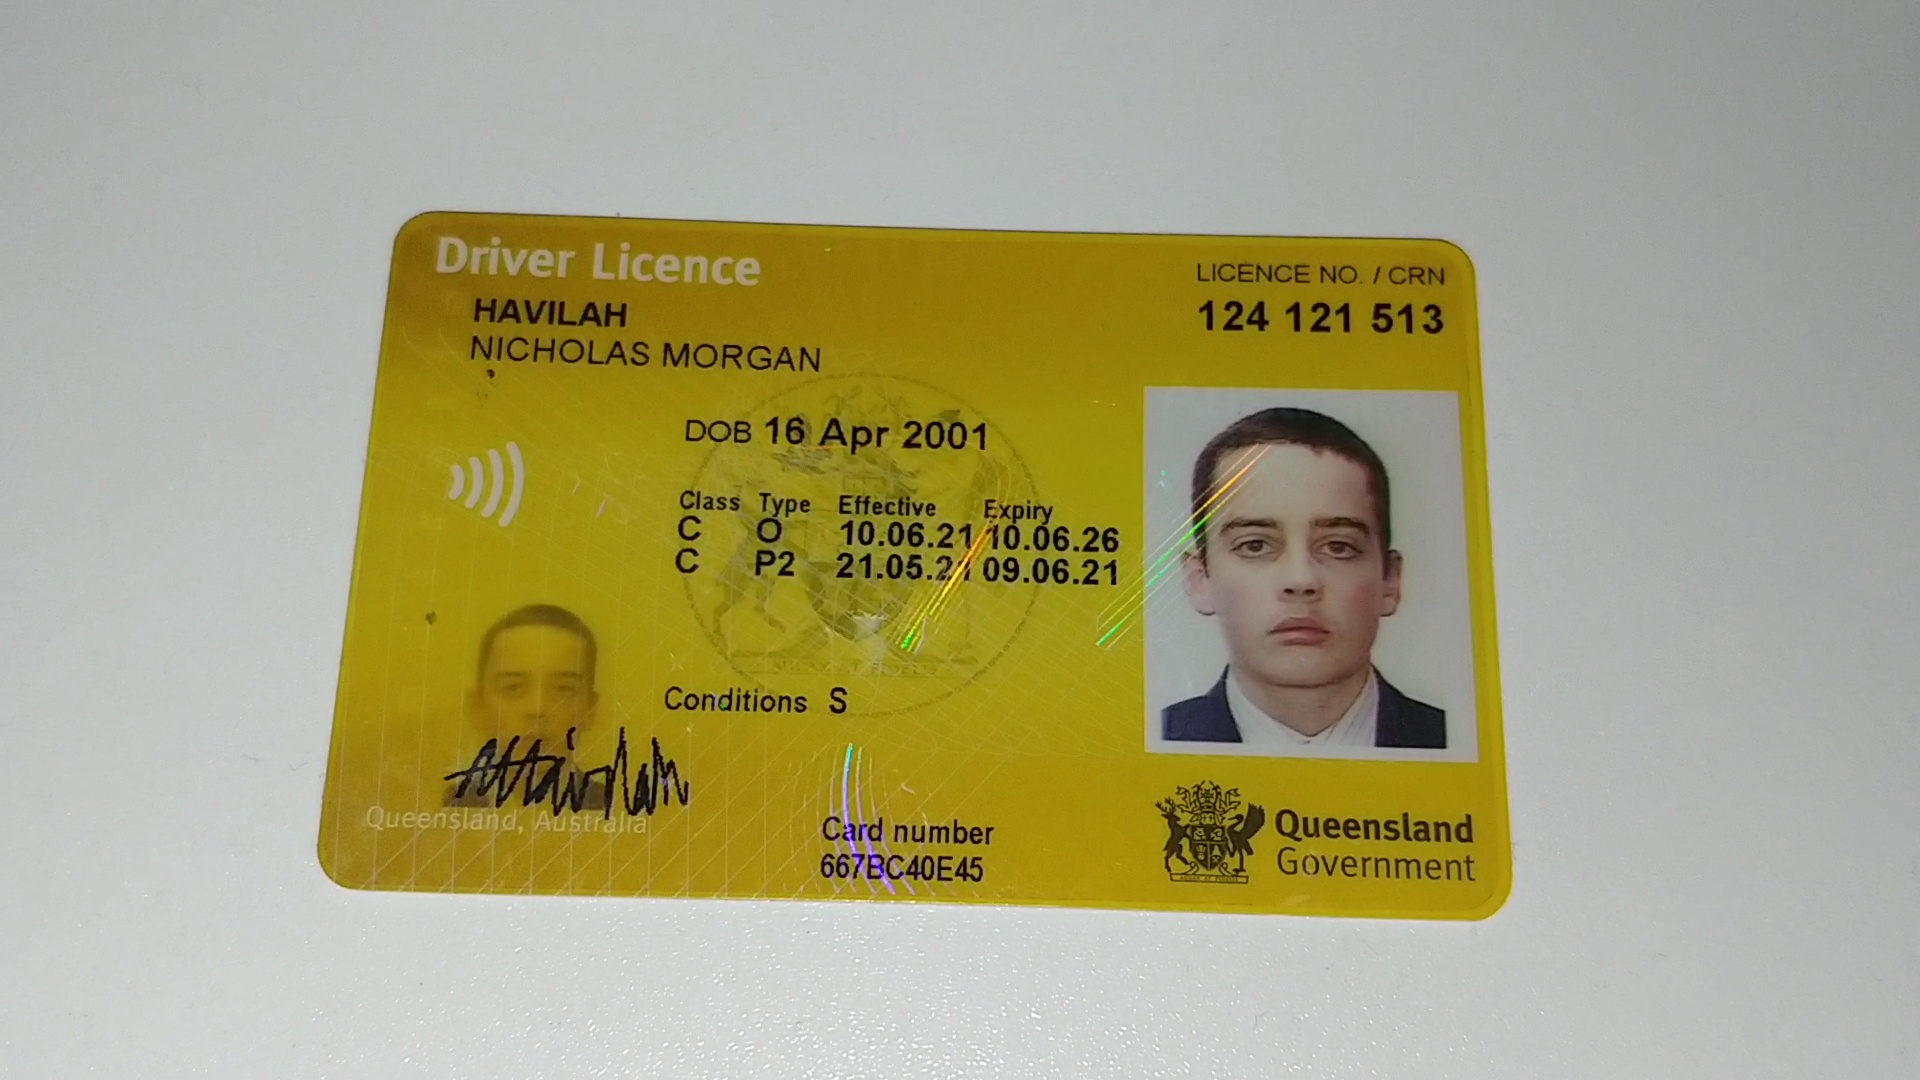 Driver Licence
LICENCE NO. / CRN
HAVILAH
124 121 513
NICHOLAS MORGAN
DOB 16 Apr 2001
Class Type Effective Expiry
C O 10.06.21 10.06.26
C P2 21.05.21 09.06.21
Conditions S
Queensland, Australia
Card number
667BC40E45
Queensland
Government